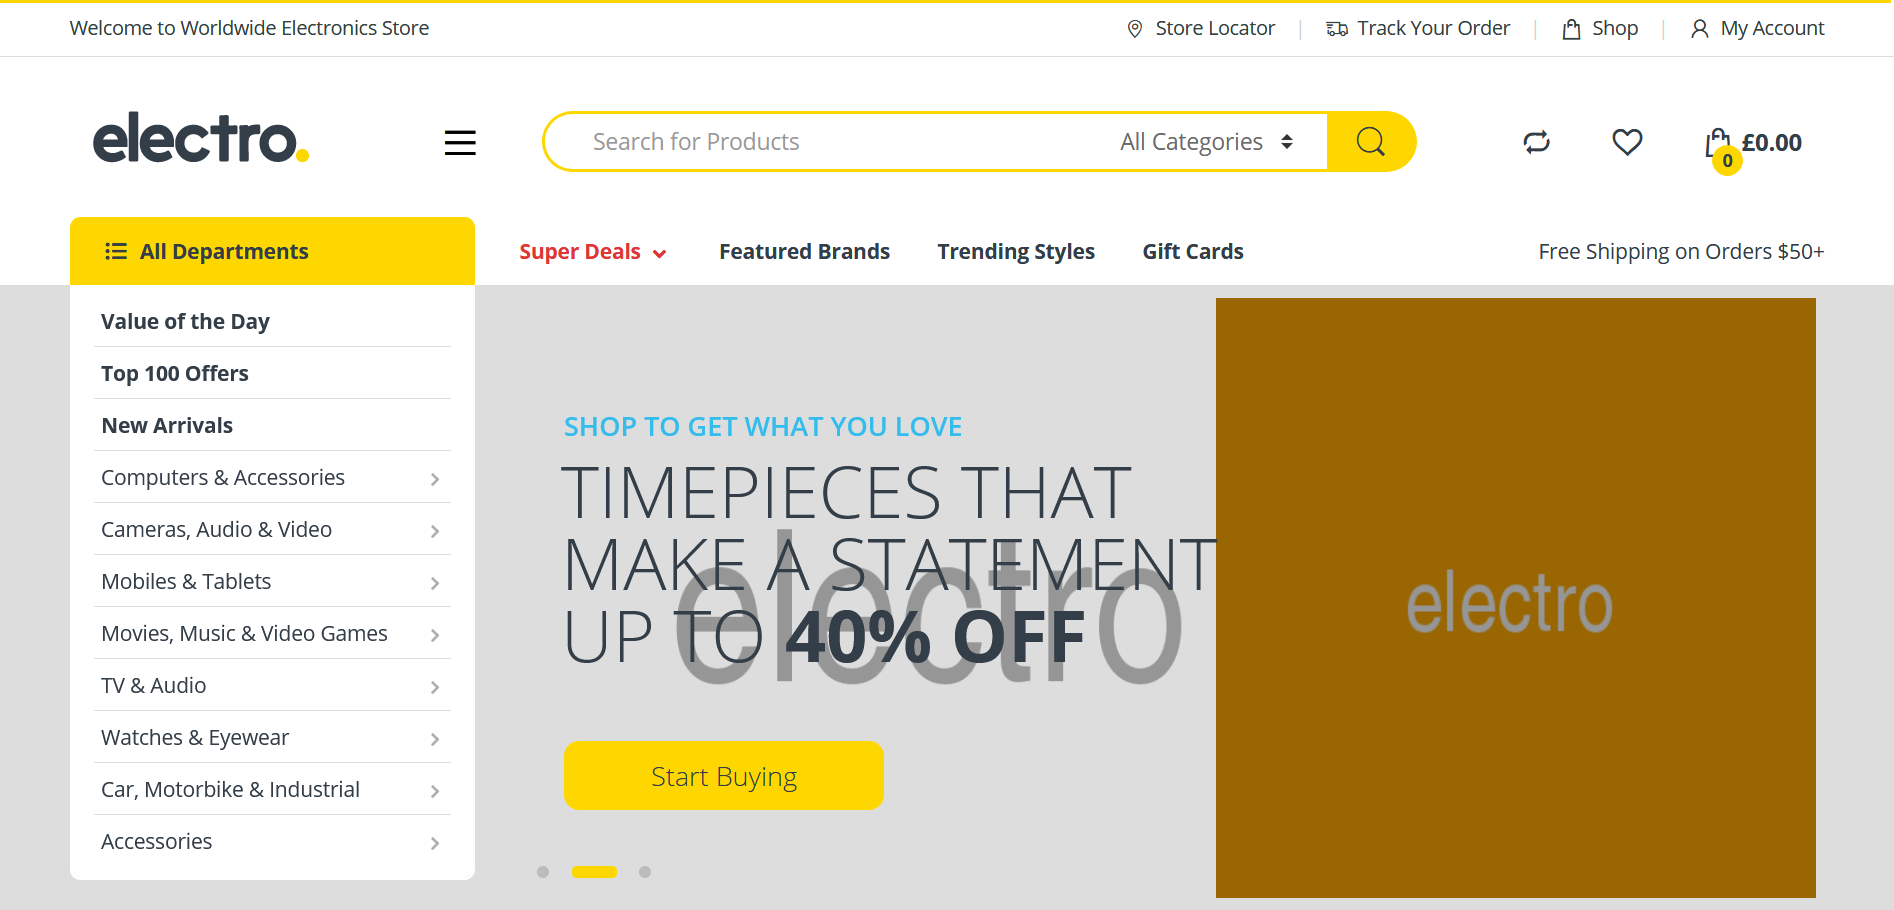 Welcome to Worldwide Electronics Store
Store Locator
Track Your Order
Shop
My Account
electro.
Search for Products
All Categories
0
£0.00
All Departments
Super Deals
Featured Brands
Trending Styles
Gift Cards
Free Shipping on Orders $50+
Value of the Day
Top 100 Offers
New Arrivals
Computers & Accessories
Cameras, Audio & Video
Mobiles & Tablets
Movies, Music & Video Games
TV & Audio
Watches & Eyewear
Car, Motorbike & Industrial
Accessories
SHOP TO GET WHAT YOU LOVE
TIMEPIECES THAT
MAKE A STATEMENT
UP TO 40% OFF
electro
Start Buying
electro